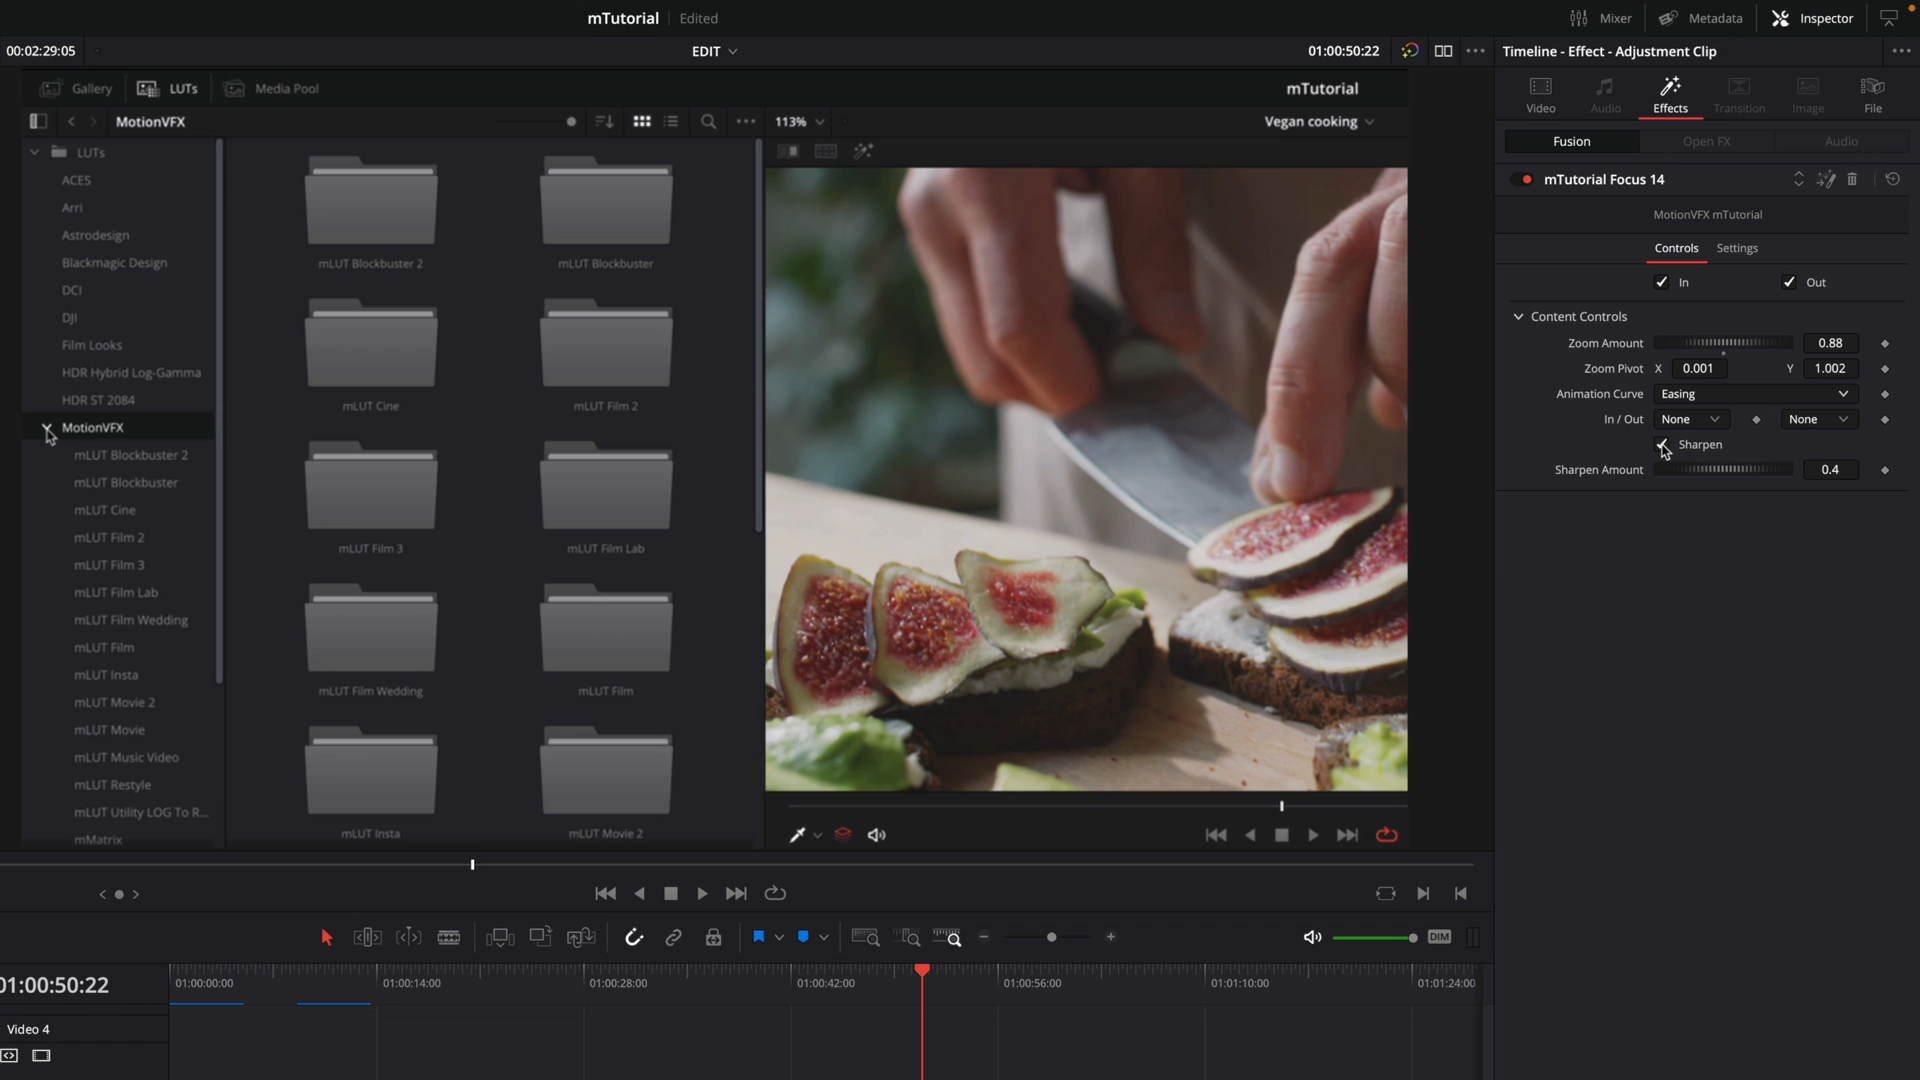 mTutorial Edited
Mixer Metadata Inspector
00:02:29:05 EDIT 01:00:50:22 Timeline - Effect - Adjustment Clip
Gallery LUTs Media Pool mTutorial
Video Audio Effects Transition Image File
MotionVFX 113% Vegan cooking
Fusion Open FX Audio
LUTs
ACES
Arri
Astrodesign
Blackmagic Design
DCI
DJI
Film Looks
HDR Hybrid Log-Gamma
HDR ST 2084
MotionVFX
mLUT Blockbuster 2
mLUT Blockbuster
mLUT Cine
mLUT Film 2
mLUT Film 3
mLUT Film Lab
mLUT Film Wedding
mLUT Film
mLUT Insta
mLUT Movie 2
mLUT Movie
mLUT Music Video
mLUT Restyle
mLUT Utility LOG To R...
mMatrix
mLUT Blockbuster 2 mLUT Blockbuster
mLUT Cine mLUT Film 2
mLUT Film 3 mLUT Film Lab
mLUT Film Wedding mLUT Film
mLUT Insta mLUT Movie 2
mTutorial Focus 14
MotionVFX mTutorial
Controls Settings
In Out
Content Controls
Zoom Amount 0.88
Zoom Pivot X 0.001 Y 1.002
Animation Curve Easing
In / Out None None
Sharpen
Sharpen Amount 0.4
DIM
01:00:50:22 01:00:00:00 01:00:14:00 01:00:28:00 01:00:42:00 01:00:56:00 01:01:10:00 01:01:24:00
Video 4